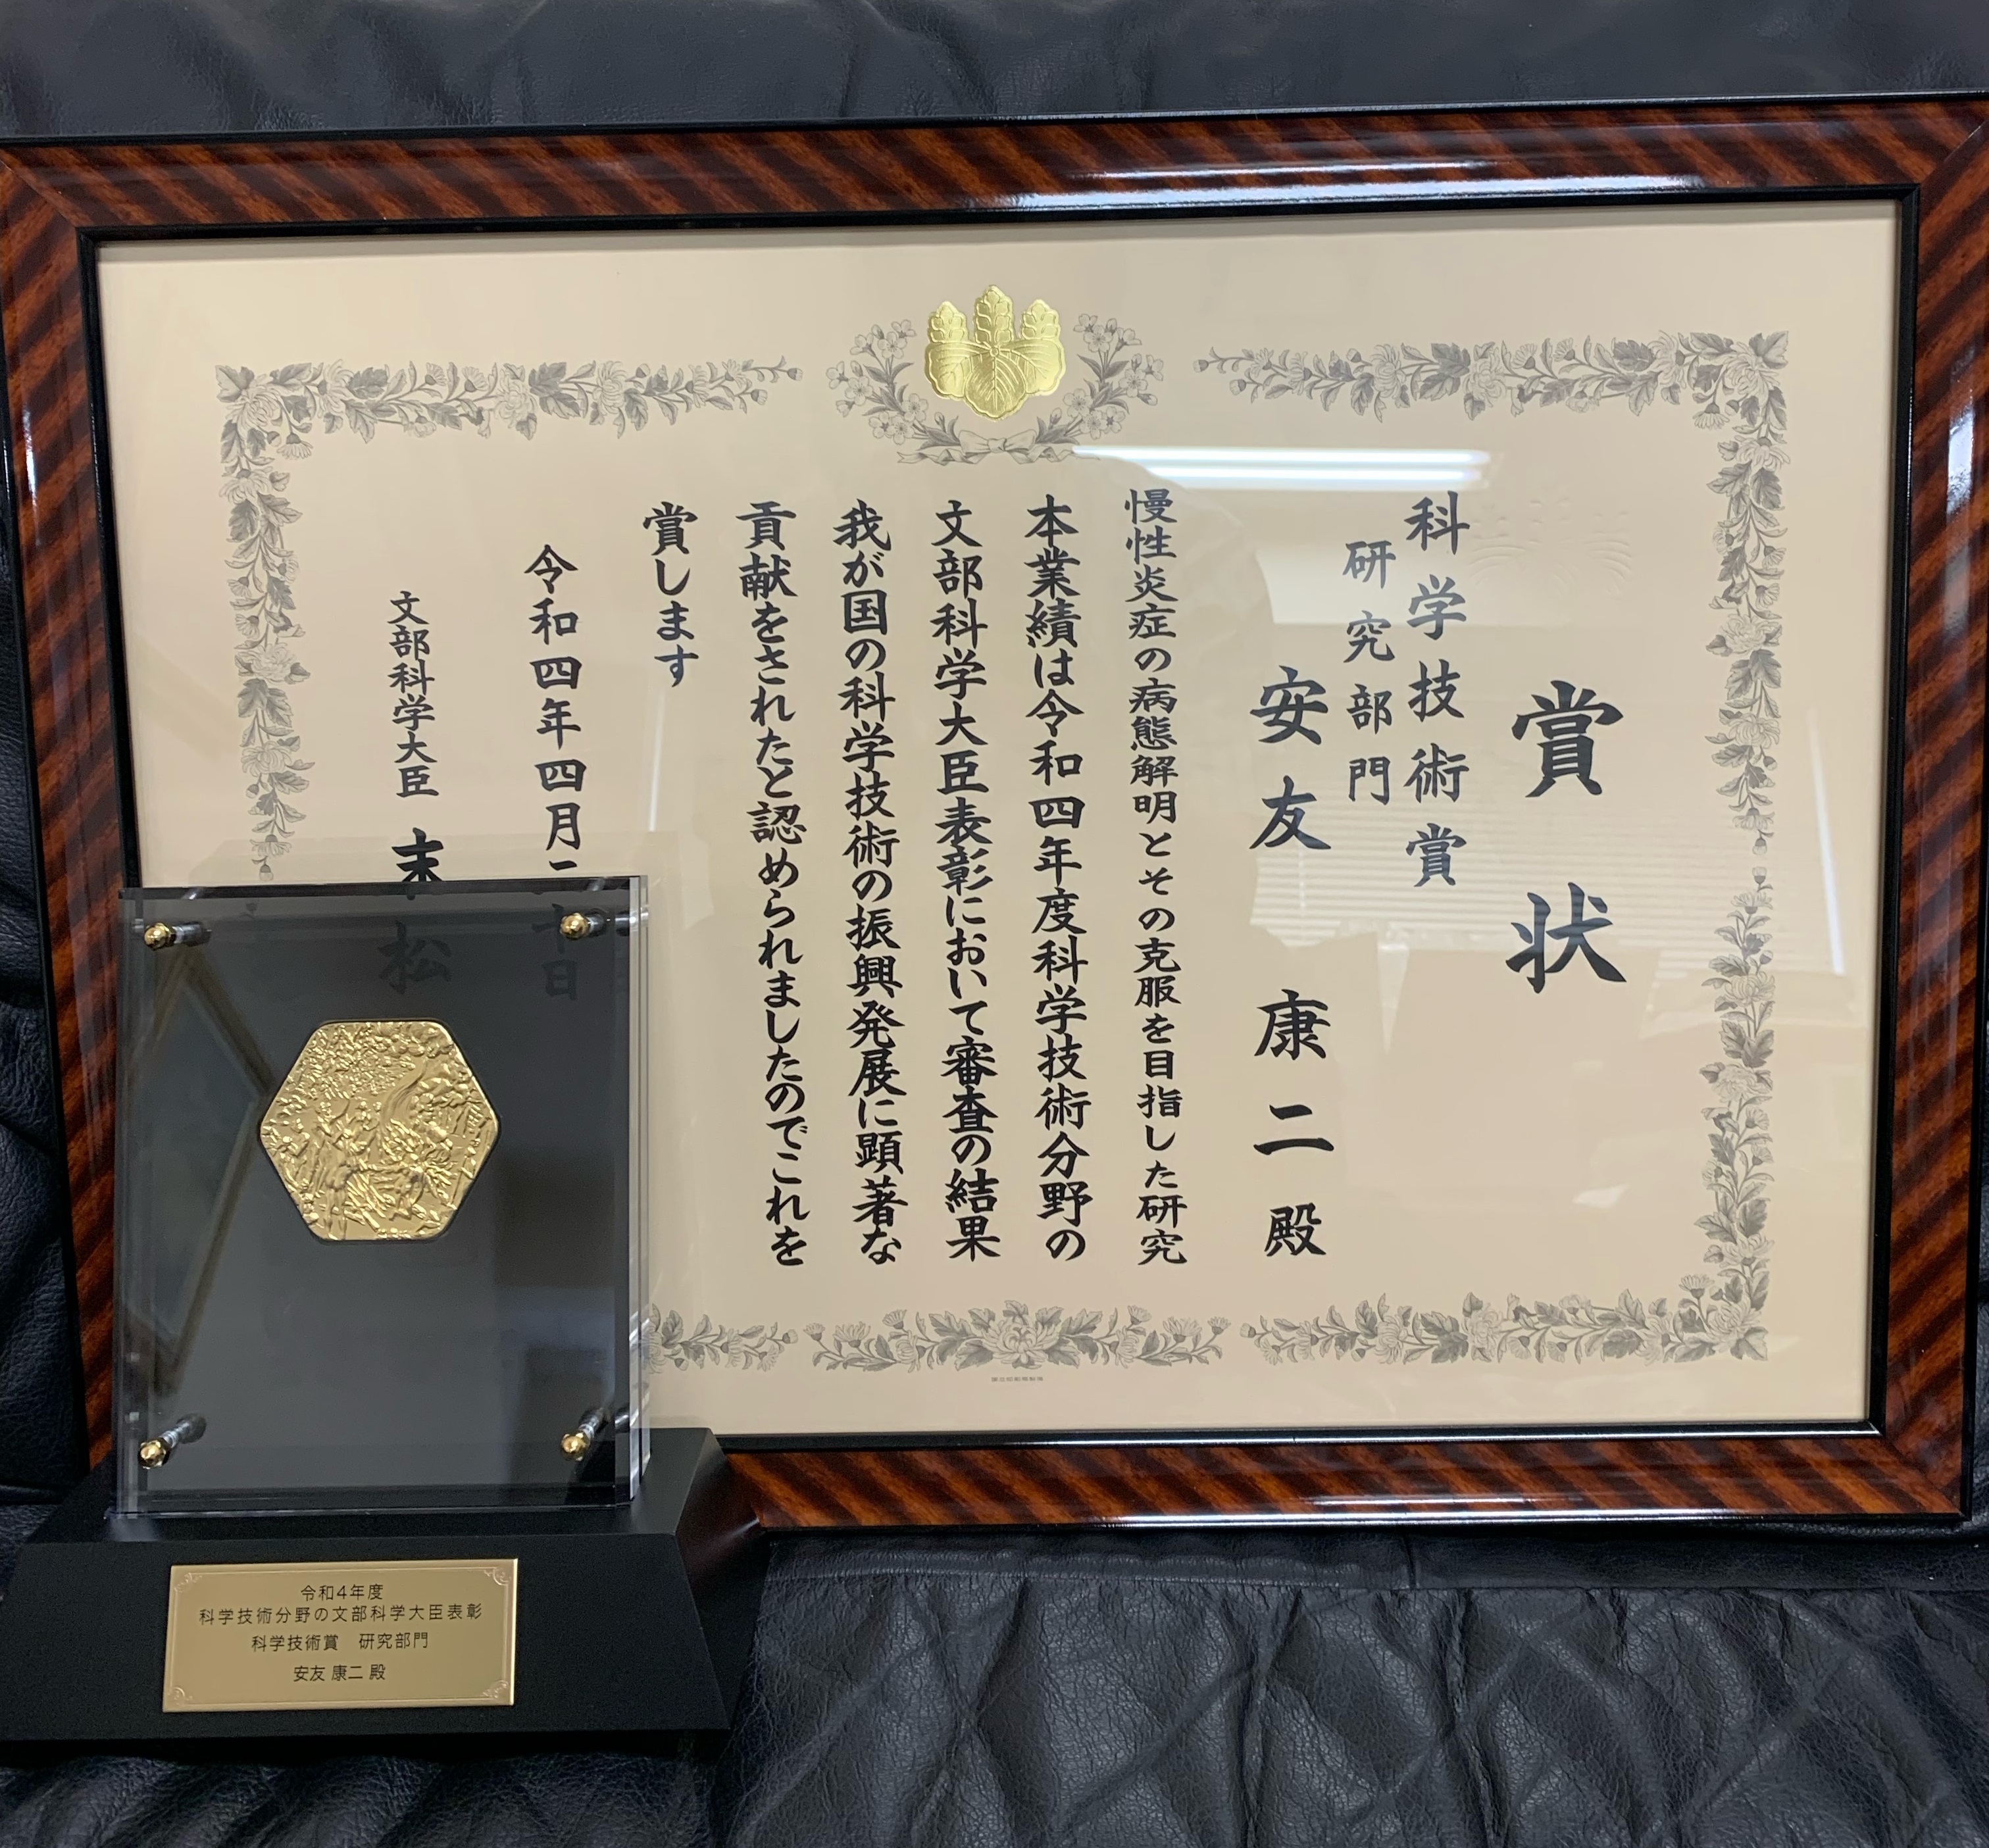 賞状
科学技術賞
研究部門
安友康二殿
慢性炎症の病態解明とその克服を目指した研究
本業績は令和四年度科学技術分野の
文部科学大臣表彰において審査の結果
我が国の科学技術の振興発展に顕著な
貢献をされたと認められましたのでこれを
賞します
令和四年四月二十日
文部科学大臣 末松
令和4年度
科学技術分野の文部科学大臣表彰
科学技術賞 研究部門
安友 康二 殿